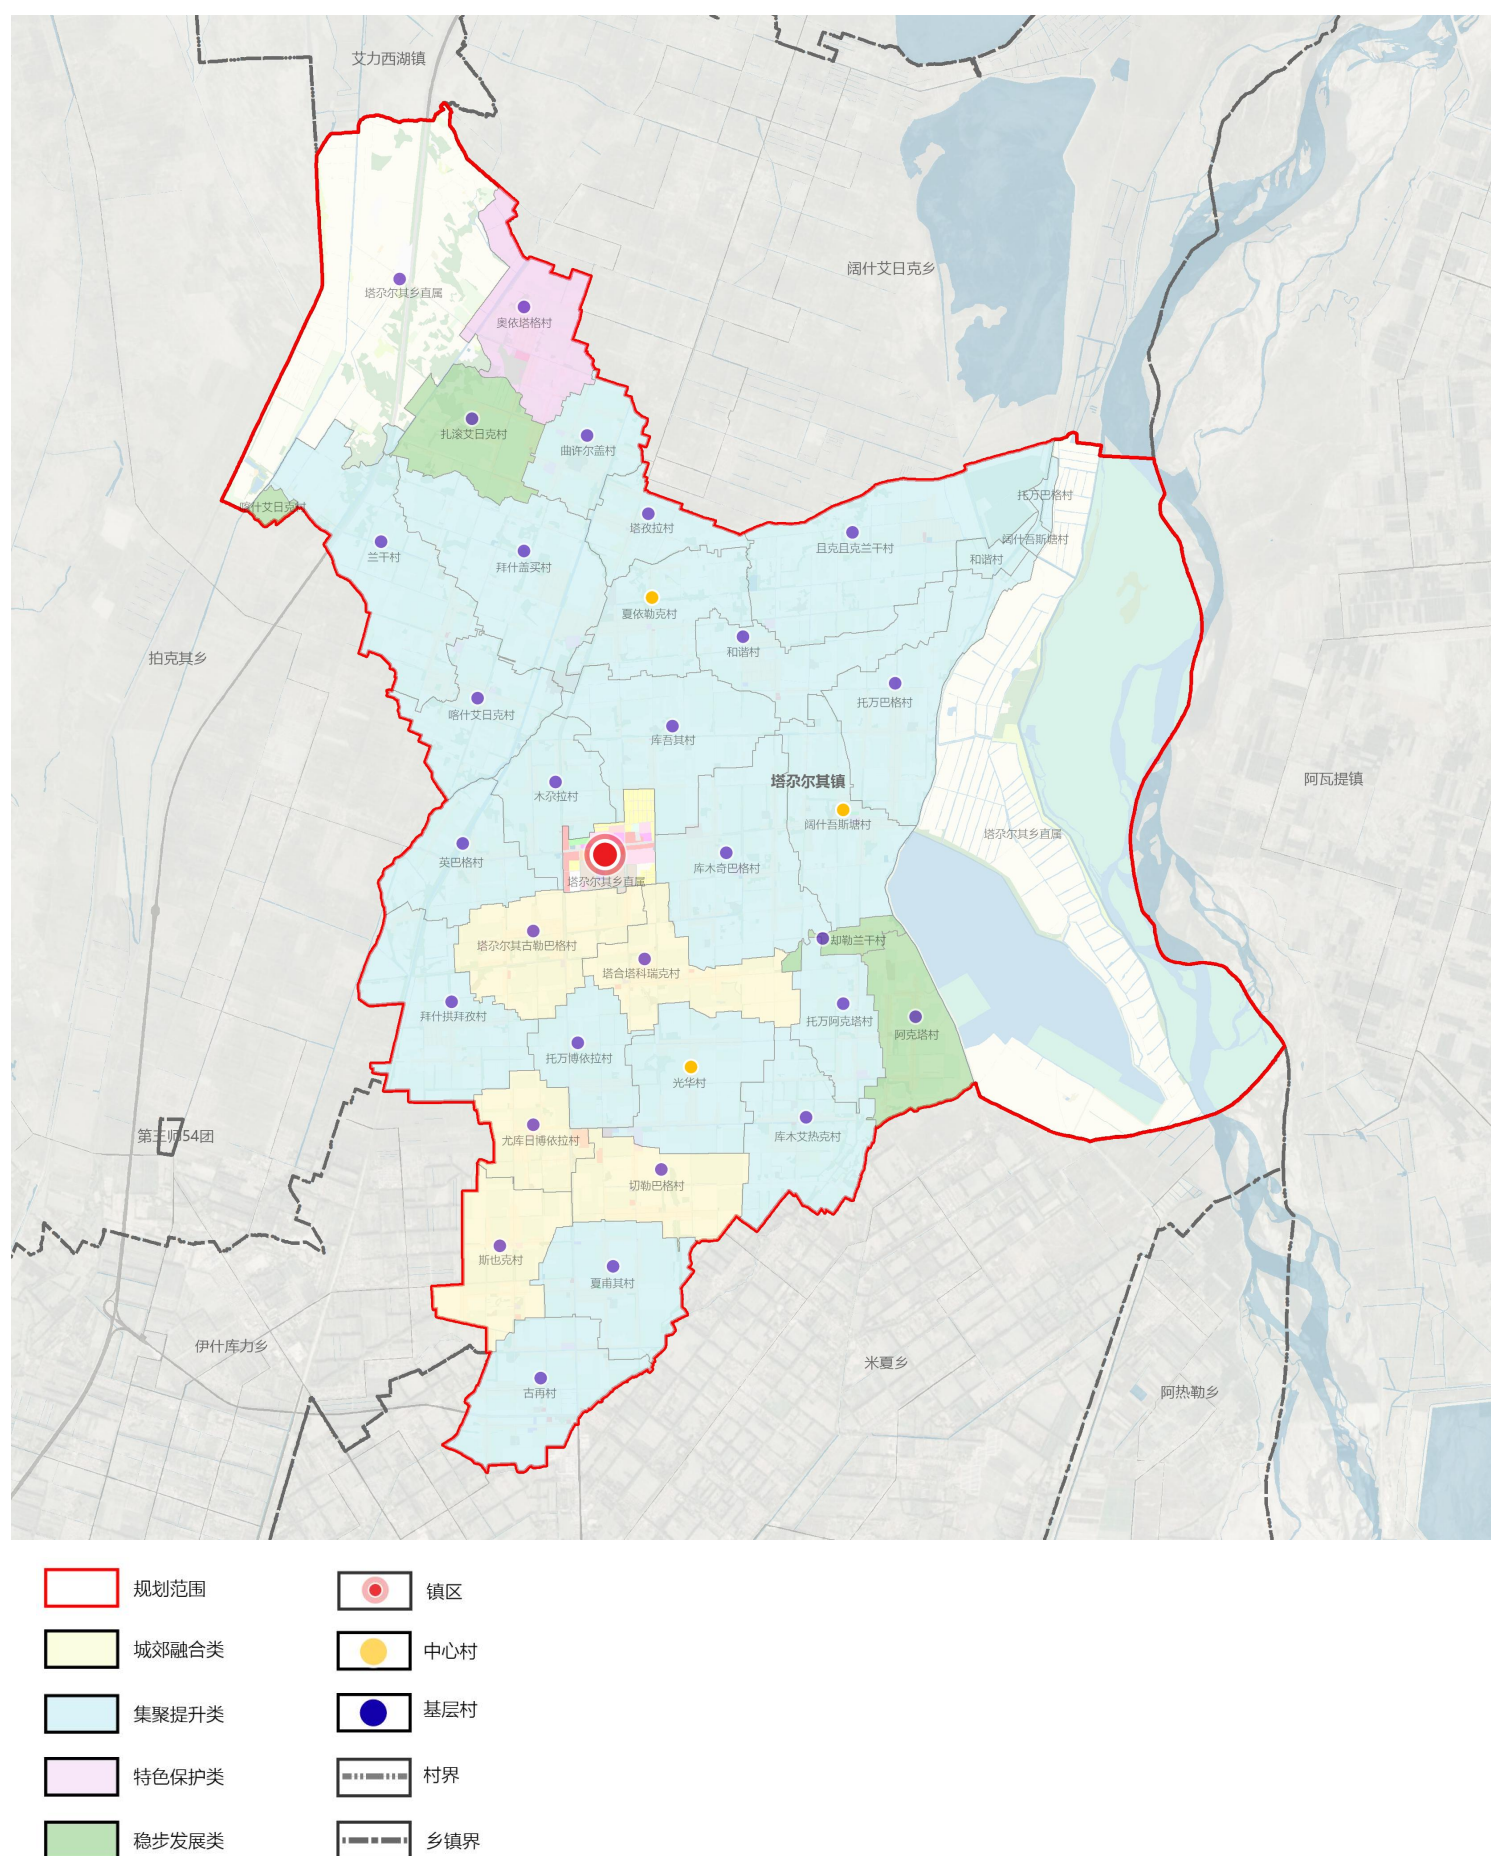 艾力西湖镇
阔什艾日克乡
塔尕尔其乡直属
奥依塔格村
扎滚艾日克村
曲许尔盖村
托万巴格村
喀什艾日克村
塔孜拉村
阔什吾斯塘村
且克且克兰干村
兰干村
拜什盖买村
和谐村
夏依勒克村
和谐村
拍克其乡
托万巴格村
喀什艾日克村
库吾其村
塔尕尔其镇
阿瓦提镇
木尕拉村
阔什吾斯塘村
塔尕尔其乡直属
英巴格村
库木奇巴格村
塔尕尔其乡直属
塔尕尔其古勒巴格村
却勒兰干村
塔合塔科瑞克村
拜什拱拜孜村
托万阿克塔村
阿克塔村
托万博依拉村
光华村
第三师54团
尤库日博依拉村
库木艾热克村
切勒巴格村
斯也克村
夏甫其村
伊什库力乡
米夏乡
古再村
阿热勒乡
规划范围
镇区
城郊融合类
中心村
集聚提升类
基层村
特色保护类
村界
稳步发展类
乡镇界